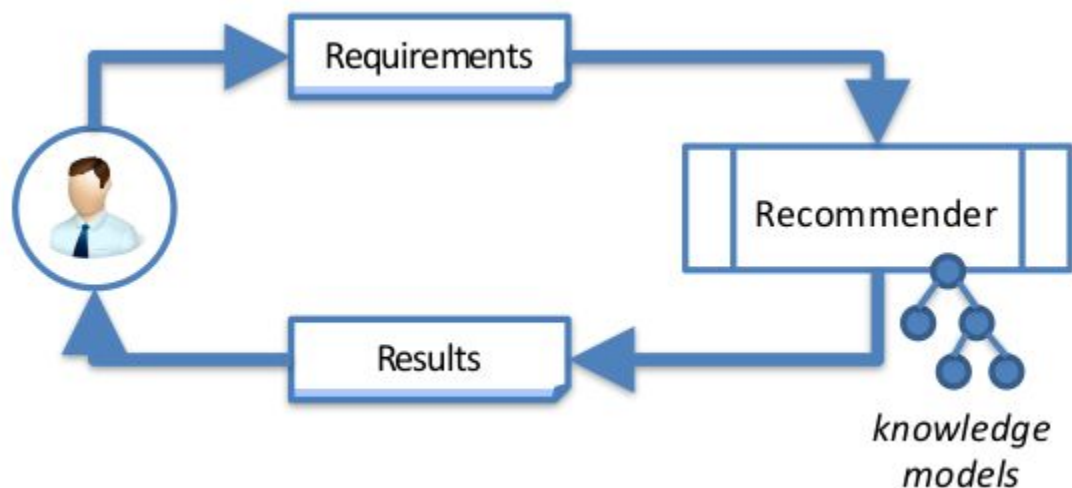 Requirements
Recommender
Results
knowledge
models